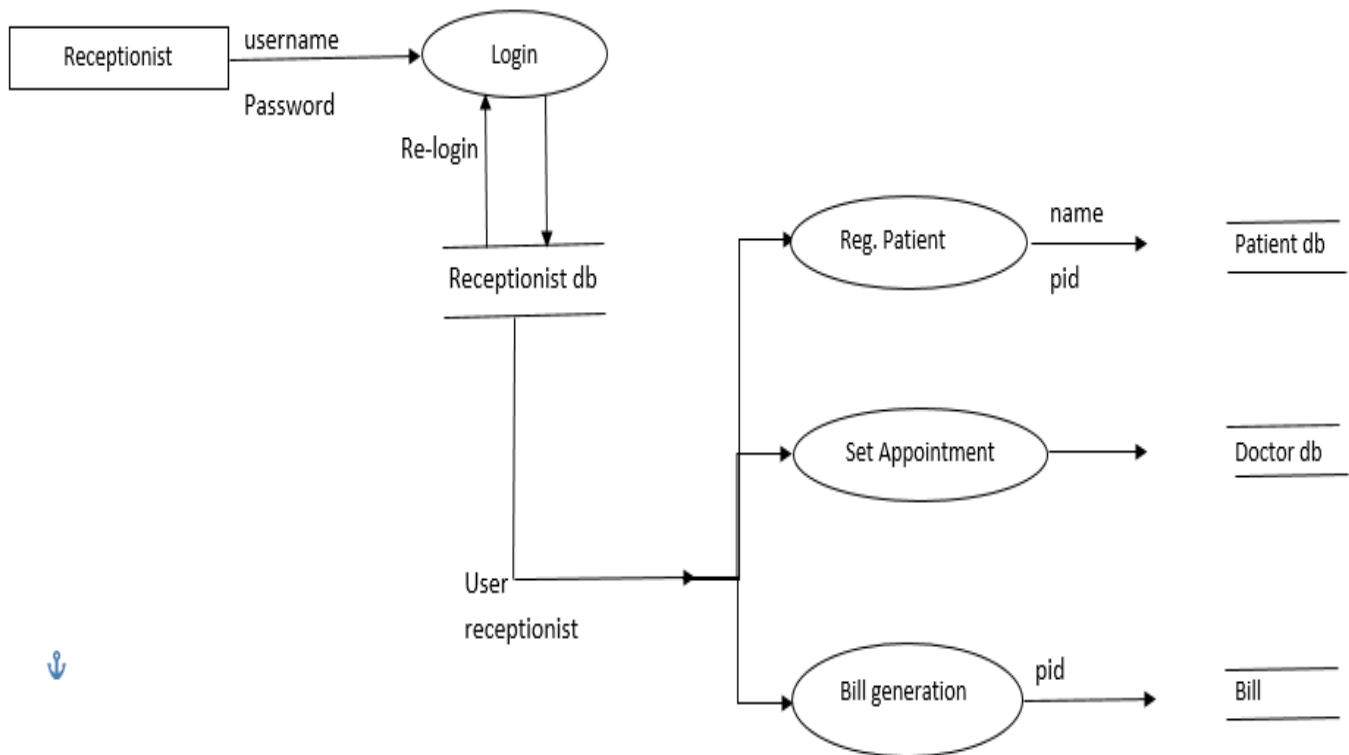 Receptionist
username
Password
Login
Re-login
Receptionist db
User
receptionist
Reg. Patient
name
pid
Patient db
Set Appointment
Doctor db
Bill generation
pid
Bill